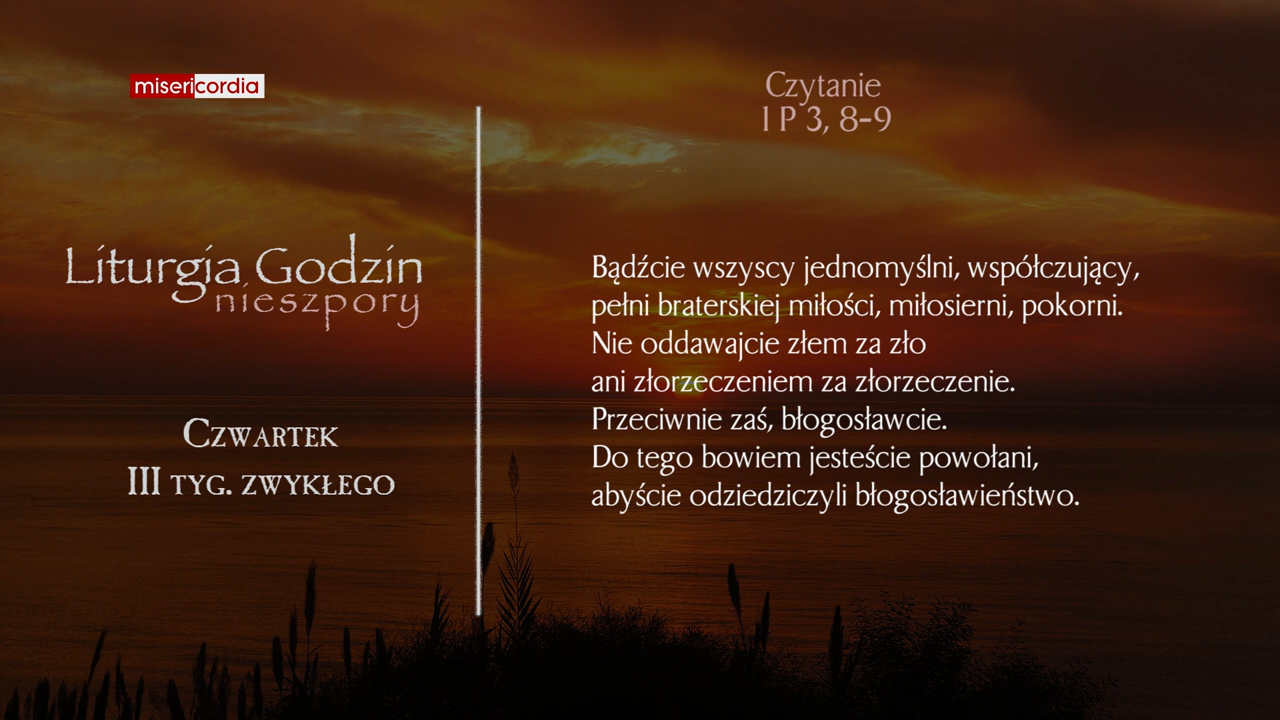 misericordia
Liturgia Godzin
nieszpory
Czwartek
III tyg. zwykłego
Czytanie
1 P 3, 8-9
Bądźcie wszyscy jednomyślni, współczujący,
pełni braterskiej miłości, miłosierni, pokorni.
Nie oddawajcie złem za zło
ani złorzeczeniem za złorzeczenie.
Przeciwnie zaś, błogosławcie.
Do tego bowiem jesteście powołani,
abyście odziedziczyli błogosławieństwo.